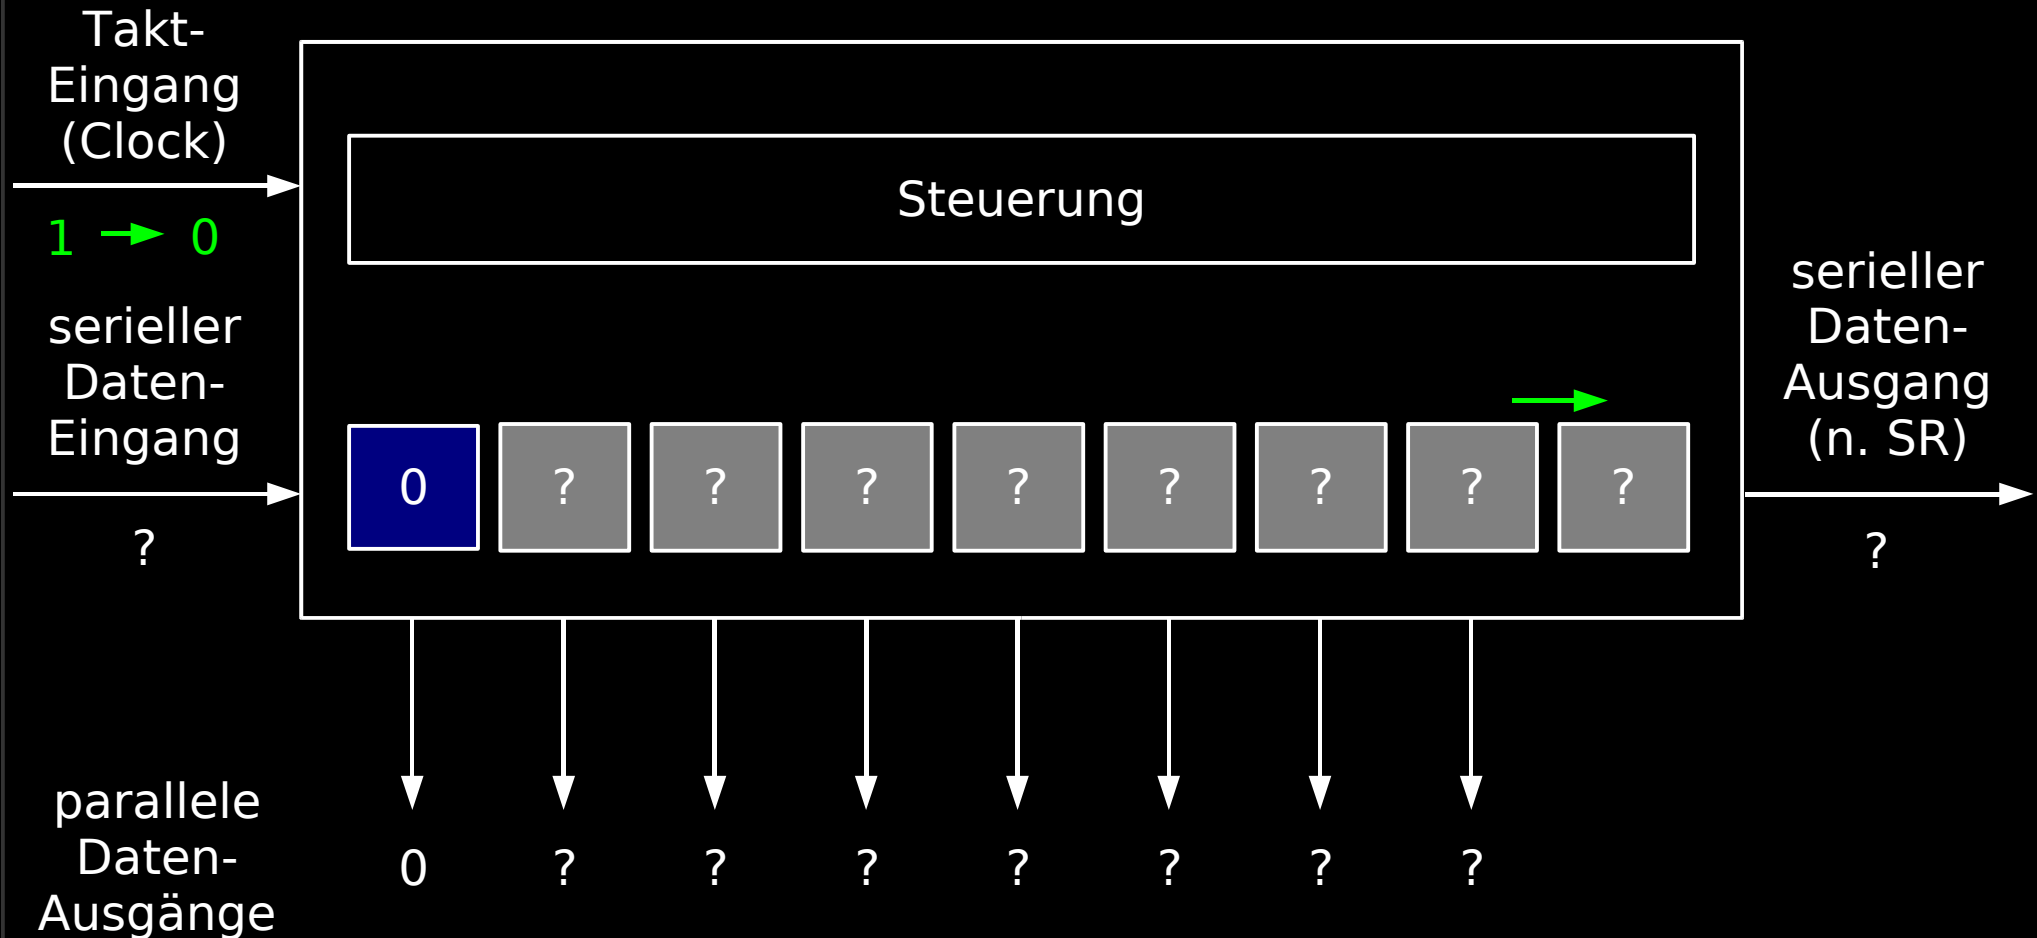 Takt-
Eingang
(Clock)
1 0
Steuerung
serieller
Daten-
Eingang
?
serieller
Daten-
Ausgang
(n. SR)
?
0 ? ? ? ? ? ? ? ?
parallele
Daten-
Ausgänge
0 ? ? ? ? ? ? ?